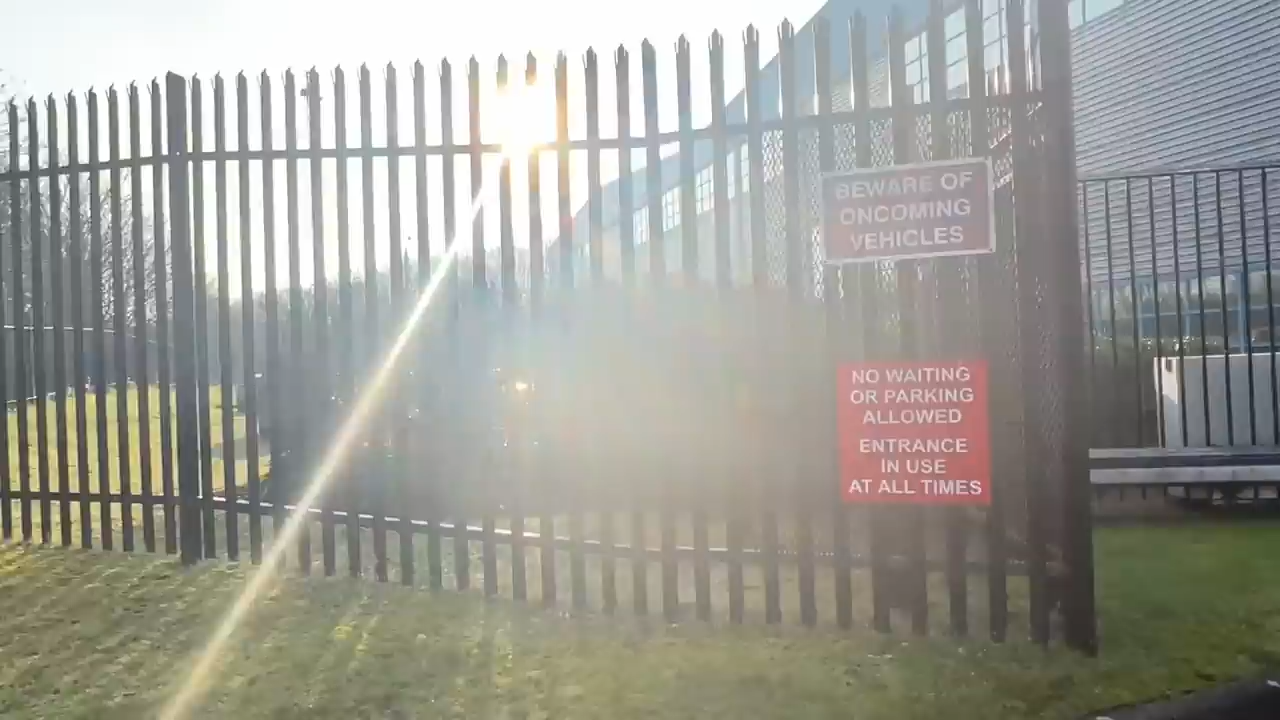 BEWARE OF
ONCOMING
VEHICLES
NO WAITING
OR PARKING
ALLOWED
ENTRANCE
IN USE
AT ALL TIMES